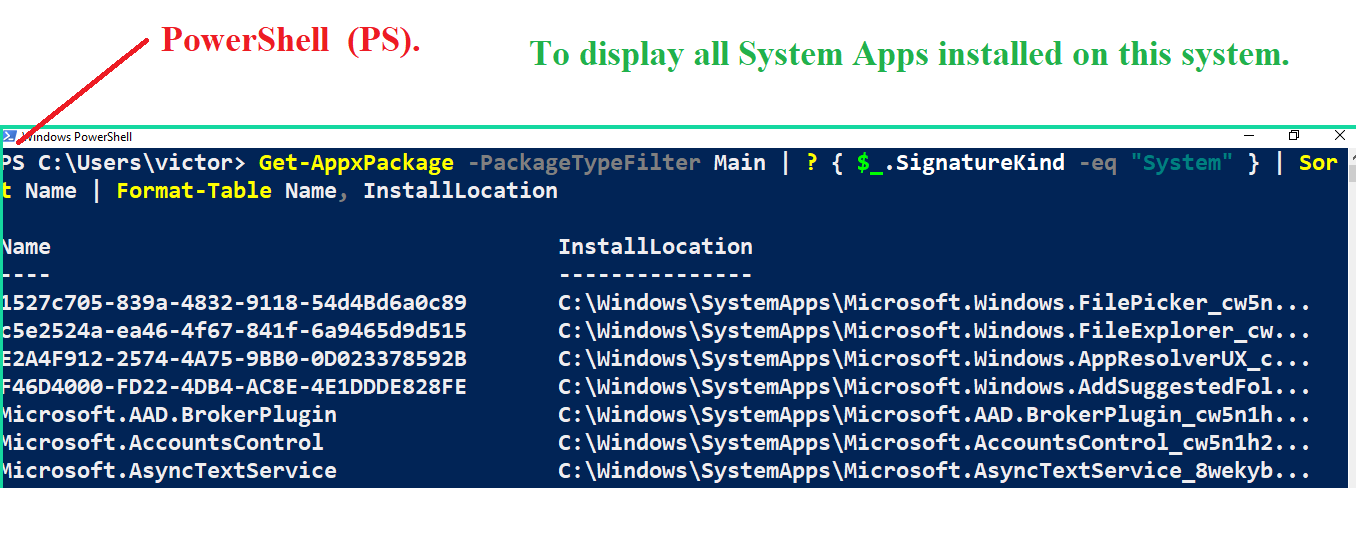 PowerShell (PS).
To display all System Apps installed on this system.
Windows PowerShell
PS C:\Users\victor> Get-AppxPackage -PackageTypeFilter Main | ? { $_.SignatureKind -eq "System" } | Sor
t Name | Format-Table Name, InstallLocation
Name InstallLocation
---- ---------------
1527c705-839a-4832-9118-54d4Bd6a0c89 C:\Windows\SystemApps\Microsoft.Windows.FilePicker_cw5n...
c5e2524a-ea46-4f67-841f-6a9465d9d515 C:\Windows\SystemApps\Microsoft.Windows.FileExplorer_cw...
E2A4F912-2574-4A75-9BB0-0D023378592B C:\Windows\SystemApps\Microsoft.Windows.AppResolverUX_c...
F46D4000-FD22-4DB4-AC8E-4E1DDDE828FE C:\Windows\SystemApps\Microsoft.Windows.AddSuggestedFol...
Microsoft.AAD.BrokerPlugin C:\Windows\SystemApps\Microsoft.AAD.BrokerPlugin_cw5n1h...
Microsoft.AccountsControl C:\Windows\SystemApps\Microsoft.AccountsControl_cw5n1h2...
Microsoft.AsyncTextService C:\Windows\SystemApps\Microsoft.AsyncTextService_8wekyb...